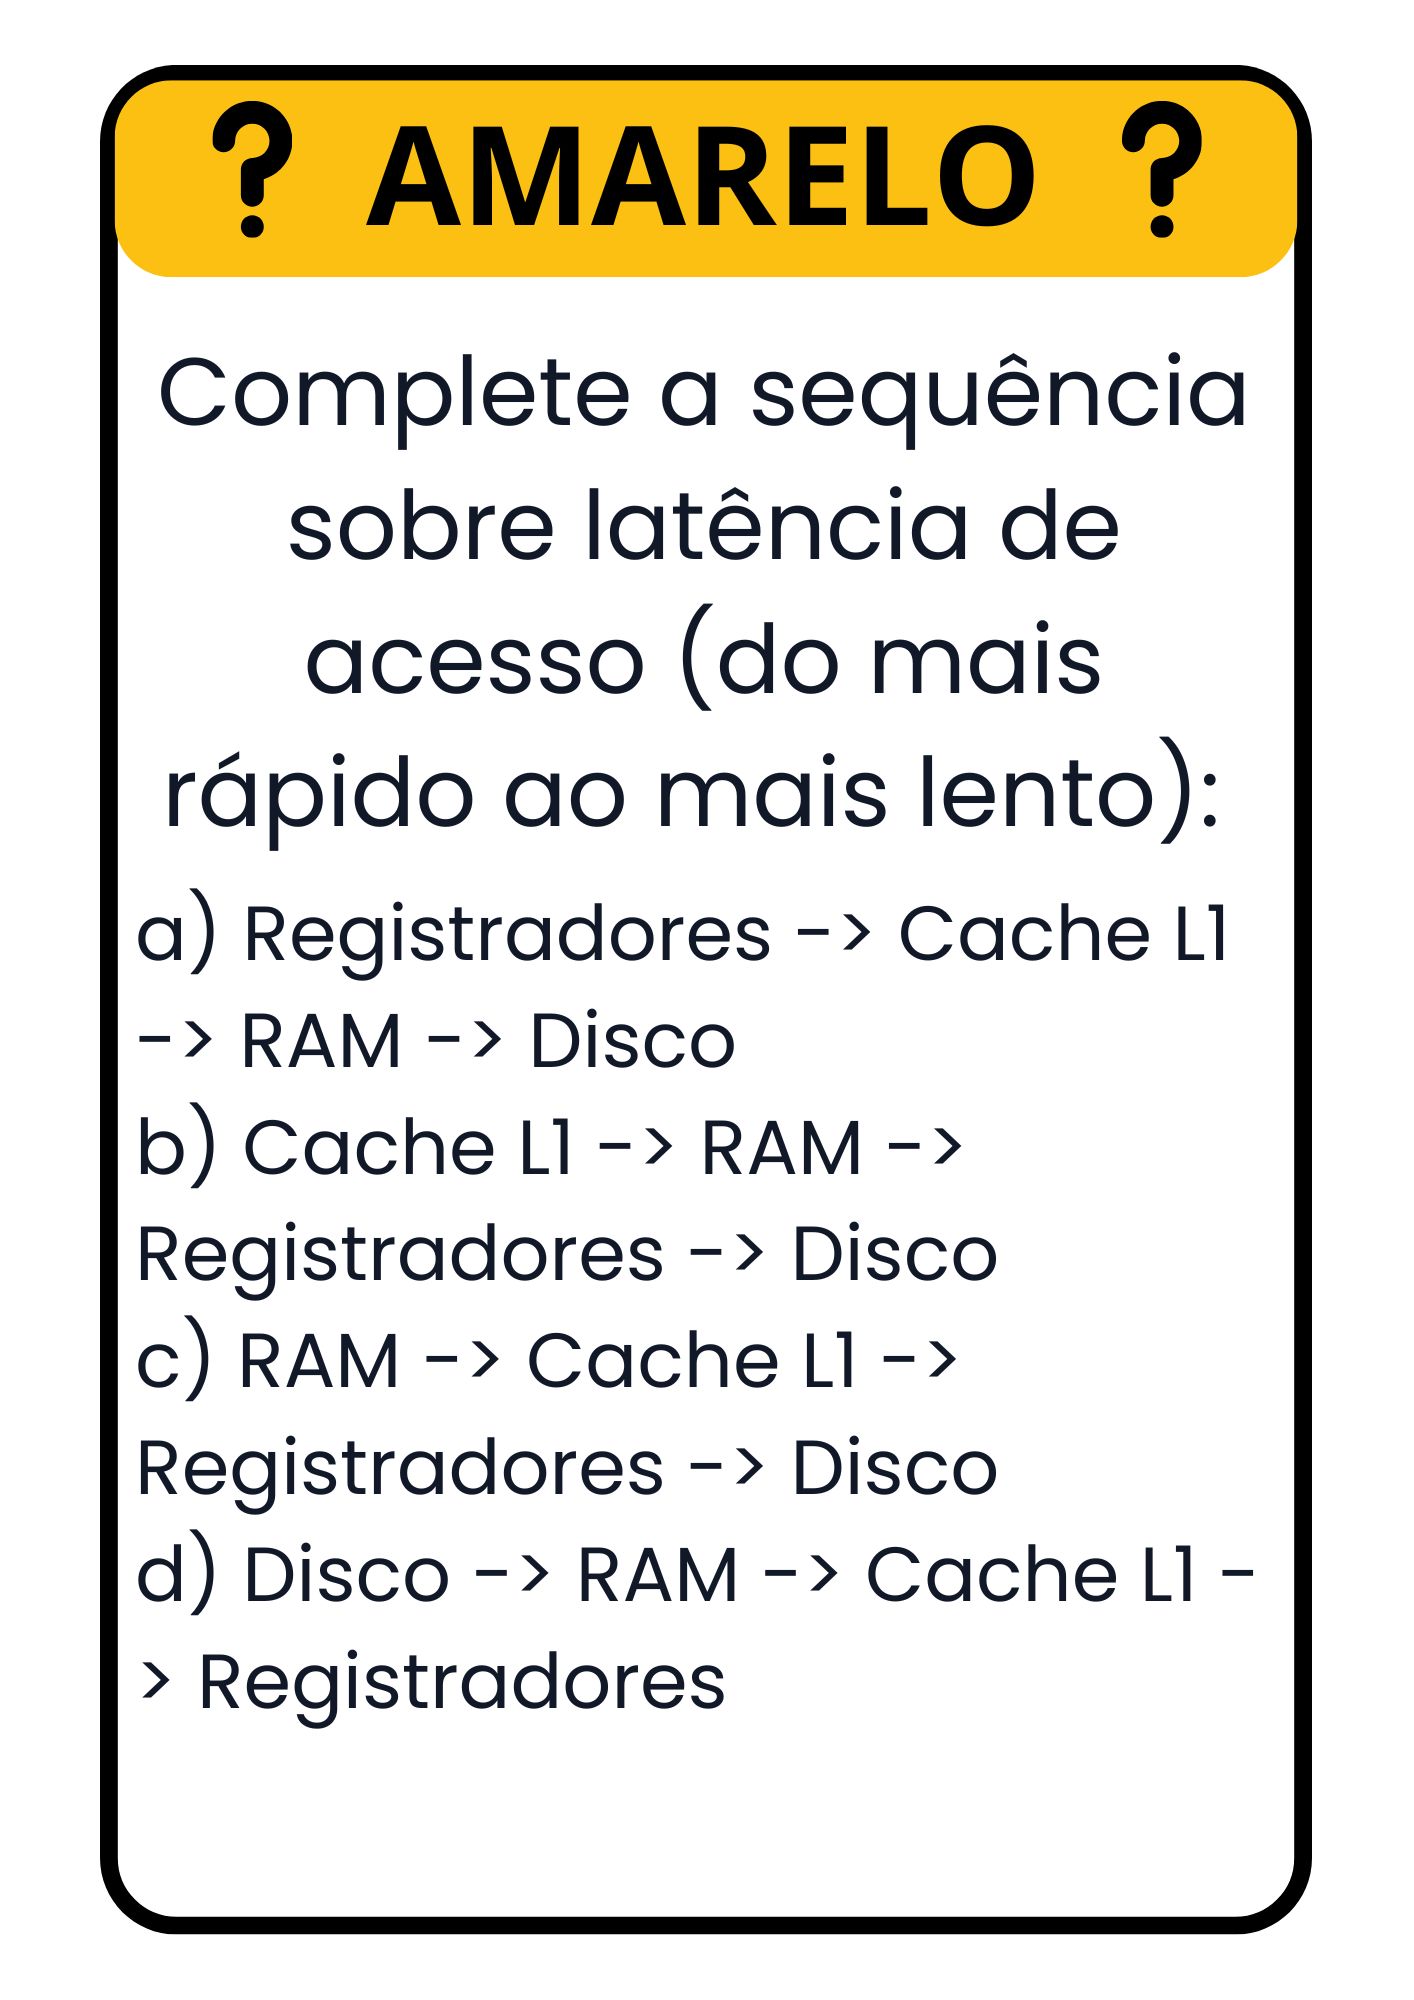 ? AMARELO ?
Complete a sequência
sobre latência de
acesso (do mais
rápido ao mais lento):
a) Registradores -> Cache L1
-> RAM -> Disco
b) Cache L1 -> RAM ->
Registradores -> Disco
c) RAM -> Cache L1 ->
Registradores -> Disco
d) Disco -> RAM -> Cache L1 -
> Registradores